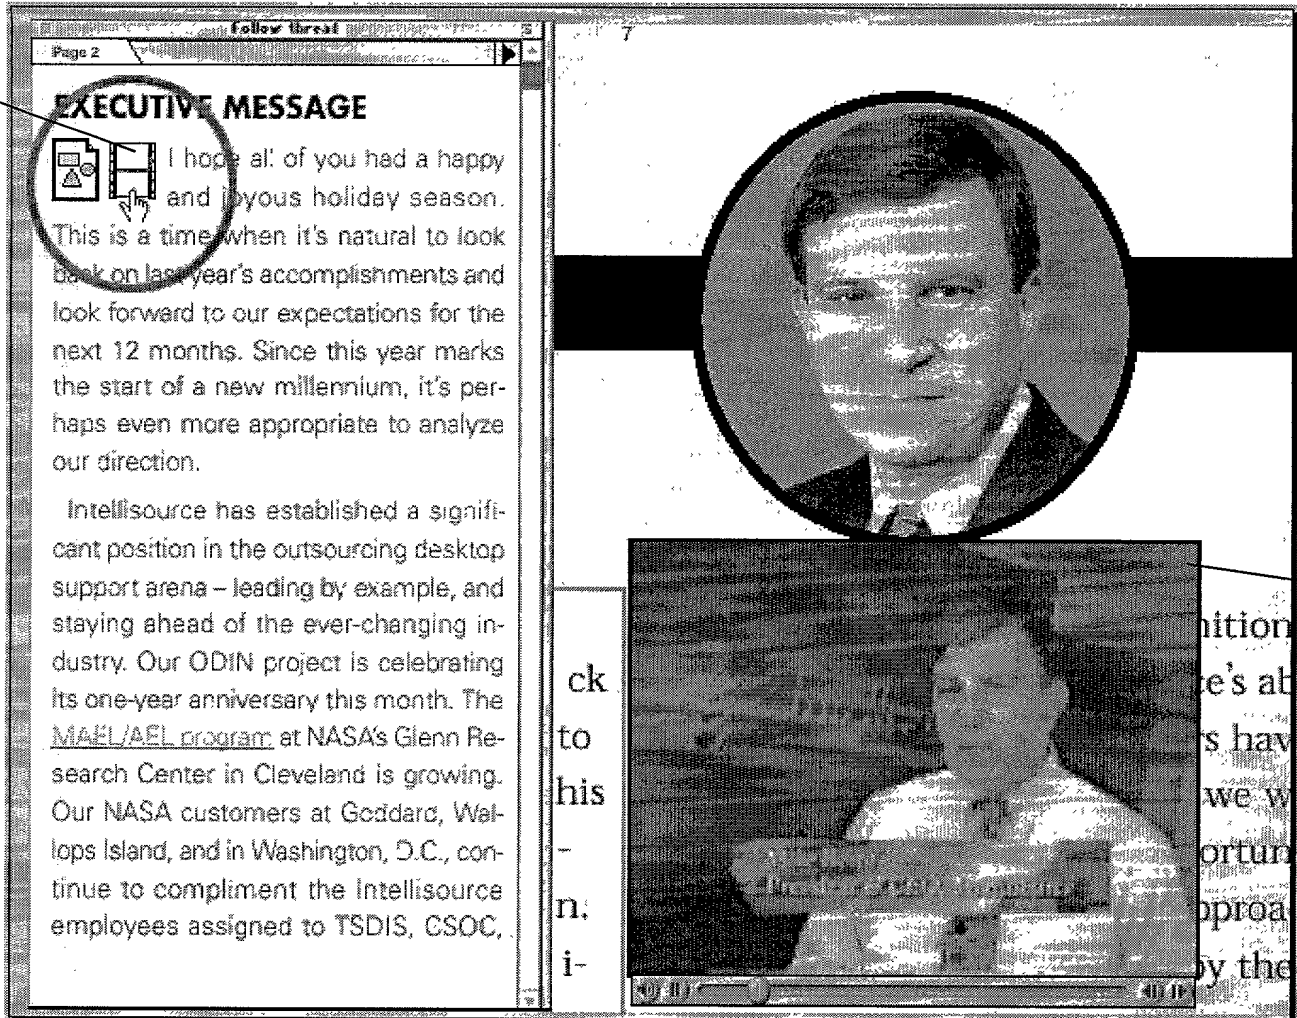 Follow threat
Page 2
EXECUTIVE MESSAGE
I hope all of you had a happy
and joyous holiday season.
This is a time when it's natural to look
back on last year's accomplishments and
look forward to our expectations for the
next 12 months. Since this year marks
the start of a new millennium, it's per-
haps even more appropriate to analyze
our direction.
Intellisource has established a signifi-
cant position in the outsourcing desktop
support arena – leading by example, and
staying ahead of the ever-changing in-
dustry. Our ODIN project is celebrating
its one-year anniversary this month. The
MAEL/AEL program at NASA's Glenn Re-
search Center in Cleveland is growing.
Our NASA customers at Goddard, Wal-
lops Island, and in Washington, D.C., con-
tinue to compliment the Intellisource
employees assigned to TSDIS, CSOC,
7
ck
to
his
-
n.
i-
nition
ce's ab
rs hav
we w
ortun
pproa
by the